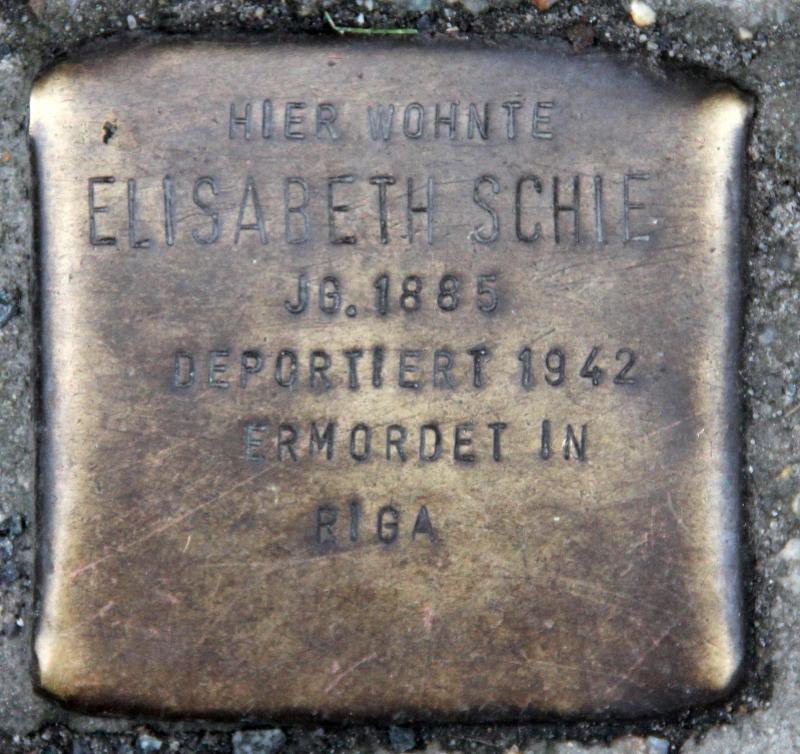 HIER WOHNTE
ELISABETH SCHIE
JG. 1885
DEPORTIERT 1942
ERMORDET IN
RIGA